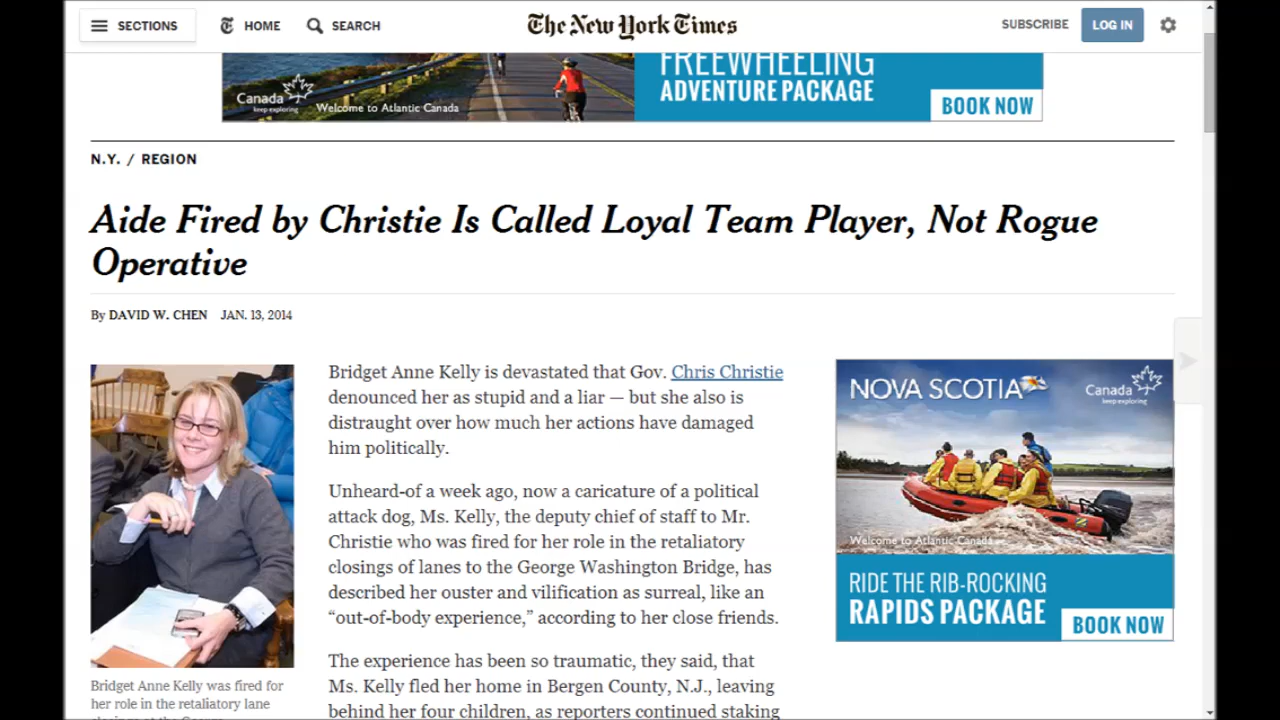 SECTIONS
HOME
SEARCH
The New York Times
SUBSCRIBE
LOG IN
Canada
keep exploring
Welcome to Atlantic Canada
FREEWHEELING
ADVENTURE PACKAGE
BOOK NOW
N.Y. / REGION
Aide Fired by Christie Is Called Loyal Team Player, Not Rogue
Operative
By DAVID W. CHEN JAN. 13, 2014
Bridget Anne Kelly is devastated that Gov. Chris Christie
denounced her as stupid and a liar — but she also is
distraught over how much her actions have damaged
him politically.
Unheard-of a week ago, now a caricature of a political
attack dog, Ms. Kelly, the deputy chief of staff to Mr.
Christie who was fired for her role in the retaliatory
closings of lanes to the George Washington Bridge, has
described her ouster and vilification as surreal, like an
“out-of-body experience,” according to her close friends.
The experience has been so traumatic, they said, that
Ms. Kelly fled her home in Bergen County, N.J., leaving
behind her four children, as reporters continued staking
Bridget Anne Kelly was fired for
her role in the retaliatory lane
closings at the George
NOVA SCOTIA
Canada
keep exploring
Welcome to Atlantic Canada
RIDE THE RIB-ROCKING
RAPIDS PACKAGE
BOOK NOW